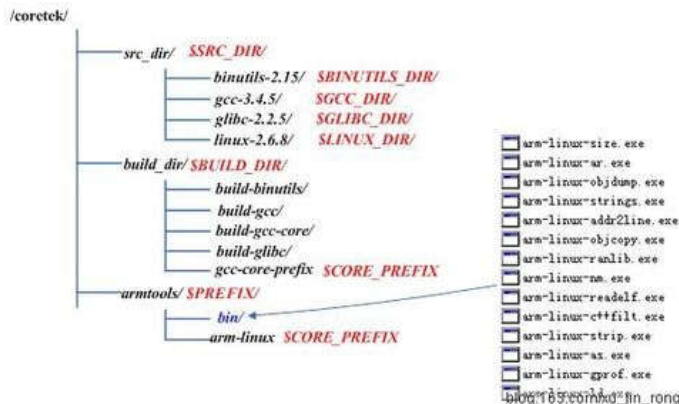 /coretek/
src_dir/ $SRC_DIR/
binutils-2.15/ $BINUTILS_DIR/
gcc-3.4.5/ $GCC_DIR/
glibc-2.2.5/ $GLIBC_DIR/
linux-2.6.8/ $LINUX_DIR/
build_dir/ $BUILD_DIR/
build-binutils/
build-gcc/
build-gcc-core/
build-glibc/
gcc-core-prefix $CORE_PREFIX
armtools/ $PREFIX/
bin/
arm-linux $CORE_PREFIX
arm-linux-size.exe
arm-linux-ar.exe
arm-linux-objdump.exe
arm-linux-strings.exe
arm-linux-addr2line.exe
arm-linux-objcopy.exe
arm-linux-ranlib.exe
arm-linux-nm.exe
arm-linux-readelf.exe
arm-linux-c++filt.exe
arm-linux-strip.exe
arm-linux-as.exe
arm-linux-gprof.exe